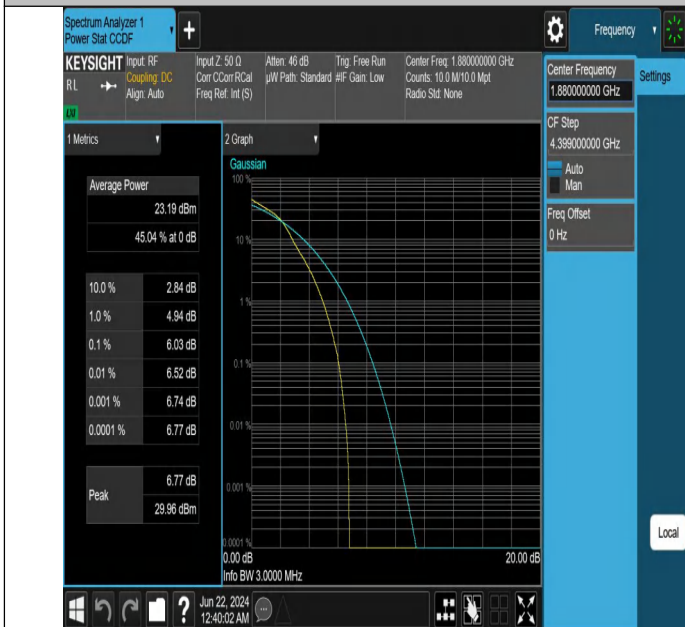 Spectrum Analyzer 1
Power Stat CCDF
+
Frequency
KEYSIGHT
RL
LXI
Input: RF
Coupling: DC
Align: Auto
Input Z: 50 Ω
Corr CCorr RCal
Freq Ref: Int (S)
Atten: 46 dB
µW Path: Standard
Trig: Free Run
#IF Gain: Low
Center Freq: 1.880000000 GHz
Counts: 10.0 M/10.0 Mpt
Radio Std: None
Center Frequency
1.880000000 GHz
Settings
CF Step
4.399000000 GHz
Auto
Man
Freq Offset
0 Hz
1 Metrics
Average Power
23.19 dBm
45.04 % at 0 dB
10.0 % 2.84 dB
1.0 % 4.94 dB
0.1 % 6.03 dB
0.01 % 6.52 dB
0.001 % 6.74 dB
0.0001 % 6.77 dB
Peak
6.77 dB
29.96 dBm
2 Graph
Gaussian
100 %
10 %
1 %
0.1 %
0.01 %
0.001 %
0.0001 %
0.00 dB 20.00 dB
Info BW 3.0000 MHz
Local
?
Jun 22, 2024
12:40:02 AM